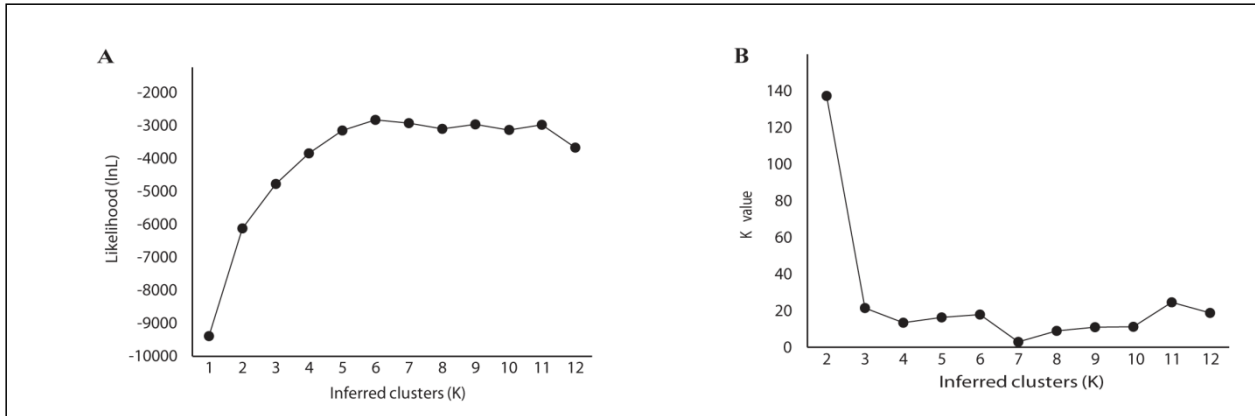 A
-2000
-3000
-4000
-5000
-6000
-7000
-8000
-9000
-10000
Likelihood (lnL)
1 2 3 4 5 6 7 8 9 10 11 12
Inferred clusters (K)
B
140
120
100
80
60
40
20
0
K value
2 3 4 5 6 7 8 9 10 11 12
Inferred clusters (K)